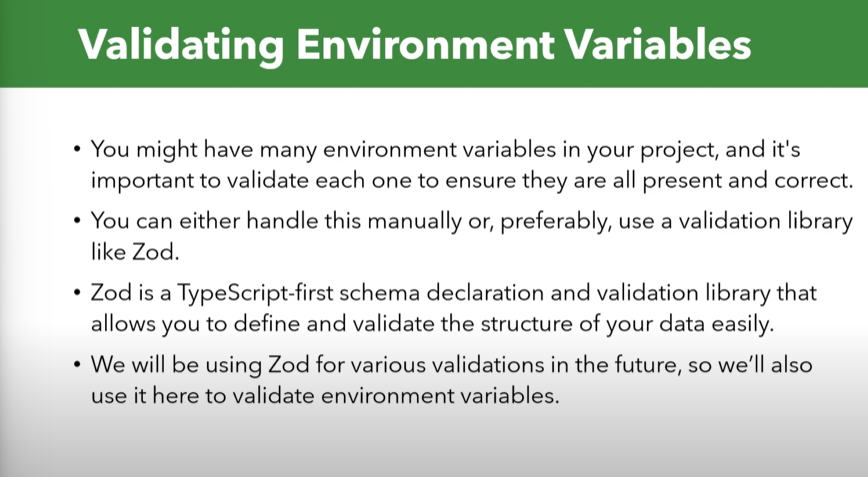 Validating Environment Variables
• You might have many environment variables in your project, and it's
important to validate each one to ensure they are all present and correct.
• You can either handle this manually or, preferably, use a validation library
like Zod.
• Zod is a TypeScript-first schema declaration and validation library that
allows you to define and validate the structure of your data easily.
• We will be using Zod for various validations in the future, so we’ll also
use it here to validate environment variables.